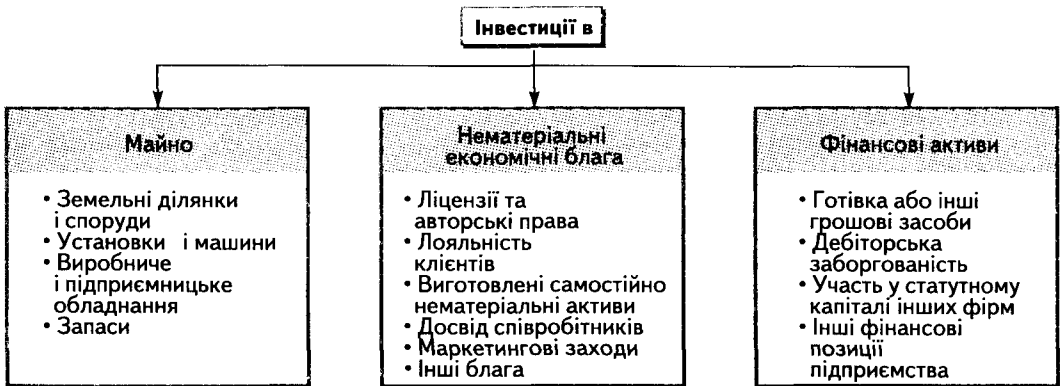 Інвестиції в
Майно
• Земельні ділянки
і споруди
• Установки і машини
• Виробниче
і підприємницьке
обладнання
• Запаси
Нематеріальні
економічні блага
• Ліцензії та
авторські права
• Лояльність
клієнтів
• Виготовлені самостійно
нематеріальні активи
• Досвід співробітників
• Маркетингові заходи
• Інші блага
Фінансові активи
• Готівка або інші
грошові засоби
• Дебіторська
заборгованість
• Участь у статутному
капіталі інших фірм
• Інші фінансові
позиції
підприємства